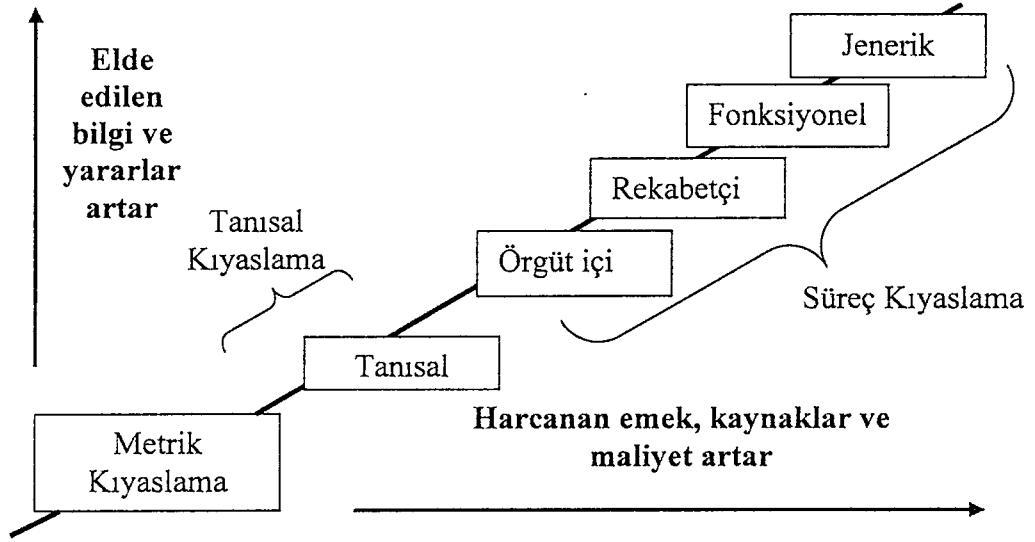 Elde
edilen
bilgi ve
yararlar
artar
Jenerik
Fonksiyonel
Rekabetçi
Tanısal
Kıyaslama
Örgüt içi
Süreç Kıyaslama
Tanısal
Metrik
Kıyaslama
Harcanan emek, kaynaklar ve
maliyet artar